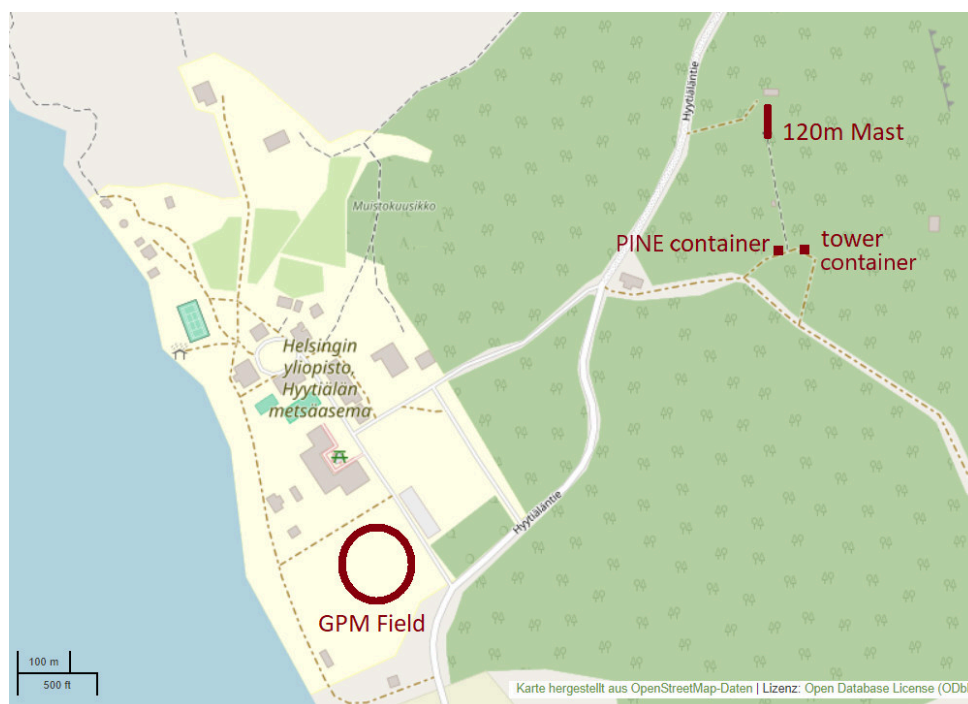 Hyytiäläntie
120m Mast
Muistokuusikko
PINE container
tower
container
Helsingin
yliopisto,
Hyytiälän
metsäasema
Hyytiäläntie
GPM Field
100 m
500 ft
Karte hergestellt aus OpenStreetMap-Daten | Lizenz: Open Database License (ODbL